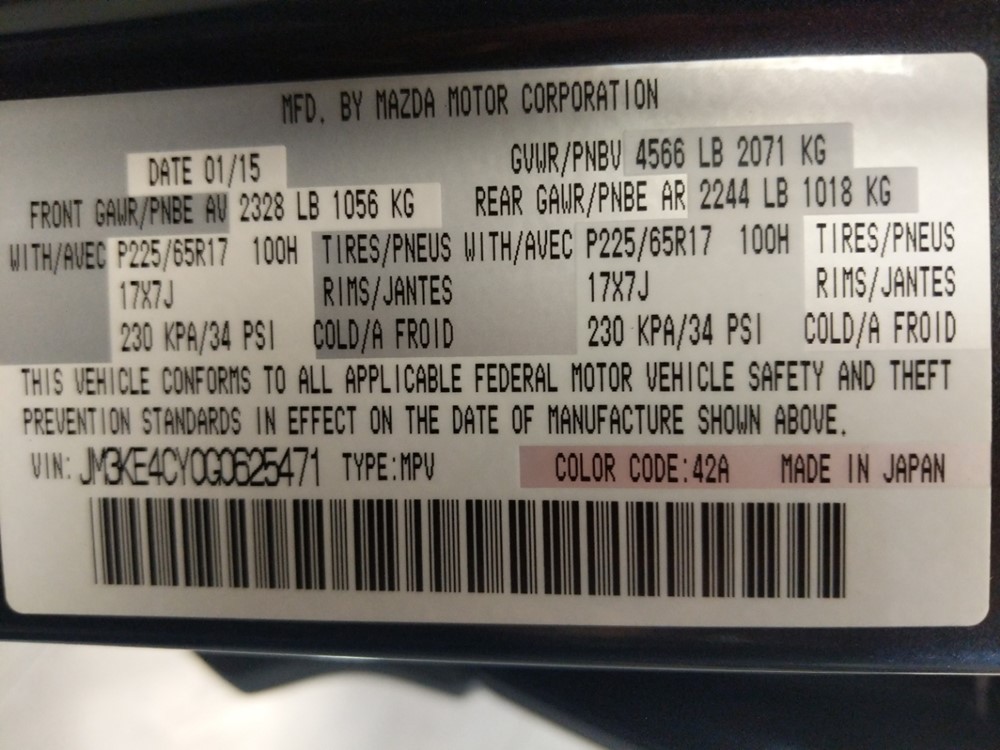 MFD. BY MAZDA MOTOR CORPORATION
DATE 01/15 GVWR/PNBV 4566 LB 2071 KG
FRONT GAWR/PNBE AV 2328 LB 1056 KG REAR GAWR/PNBE AR 2244 LB 1018 KG
WITH/AVEC P225/65R17 100H TIRES/PNEUS WITH/AVEC P225/65R17 100H TIRES/PNEUS
17X7J RIMS/JANTES 17X7J RIMS/JANTES
230 KPA/34 PSI COLD/A FROID 230 KPA/34 PSI COLD/A FROID
THIS VEHICLE CONFORMS TO ALL APPLICABLE FEDERAL MOTOR VEHICLE SAFETY AND THEFT
PREVENTION STANDARDS IN EFFECT ON THE DATE OF MANUFACTURE SHOWN ABOVE.
VIN: JM3KE4CY0G0625471 TYPE:MPV COLOR CODE:42A MADE IN JAPAN